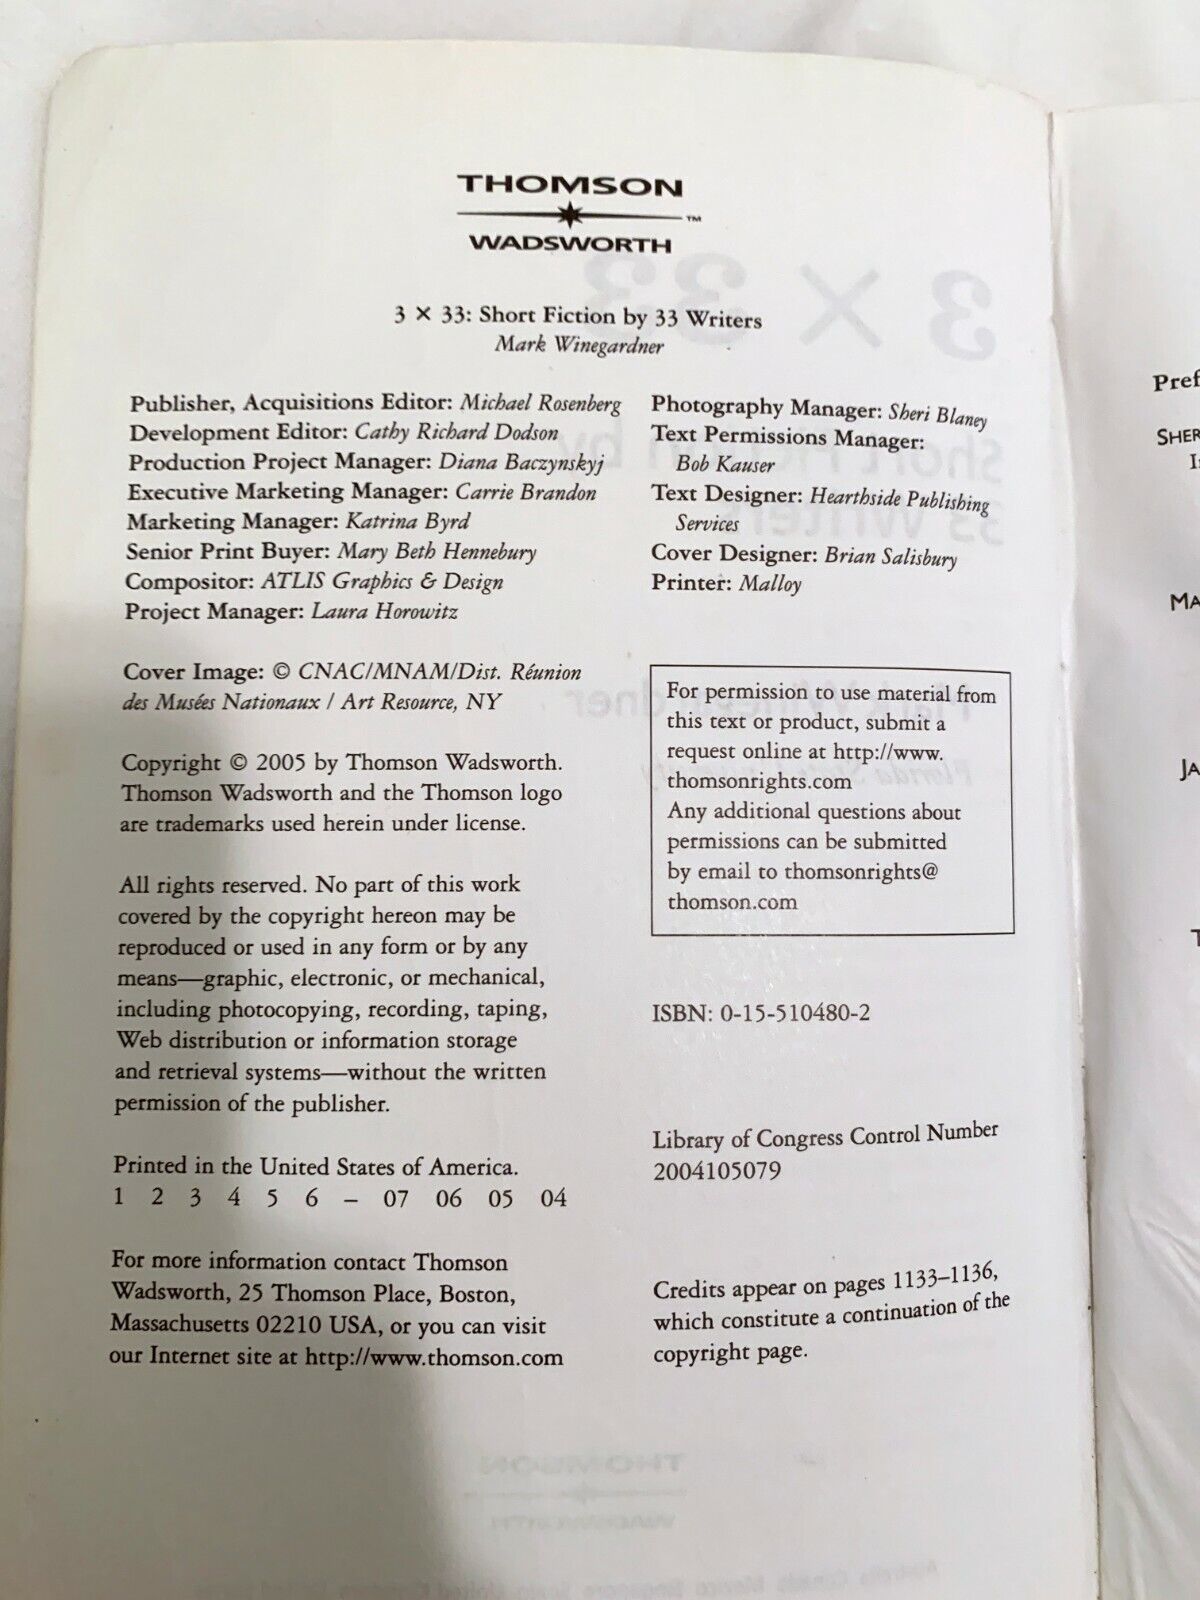 THOMSON
™
WADSWORTH
3 × 33: Short Fiction by 33 Writers
Mark Winegardner
Publisher, Acquisitions Editor: Michael Rosenberg
Development Editor: Cathy Richard Dodson
Production Project Manager: Diana Baczynskyj
Executive Marketing Manager: Carrie Brandon
Marketing Manager: Katrina Byrd
Senior Print Buyer: Mary Beth Hennebury
Compositor: ATLIS Graphics & Design
Project Manager: Laura Horowitz
Photography Manager: Sheri Blaney
Text Permissions Manager:
Bob Kauser
Text Designer: Hearthside Publishing
Services
Cover Designer: Brian Salisbury
Printer: Malloy
Cover Image: © CNAC/MNAM/Dist. Réunion
des Musées Nationaux / Art Resource, NY
Copyright © 2005 by Thomson Wadsworth.
Thomson Wadsworth and the Thomson logo
are trademarks used herein under license.
All rights reserved. No part of this work
covered by the copyright hereon may be
reproduced or used in any form or by any
means—graphic, electronic, or mechanical,
including photocopying, recording, taping,
Web distribution or information storage
and retrieval systems—without the written
permission of the publisher.
Printed in the United States of America.
1 2 3 4 5 6 – 07 06 05 04
For more information contact Thomson
Wadsworth, 25 Thomson Place, Boston,
Massachusetts 02210 USA, or you can visit
our Internet site at http://www.thomson.com
For permission to use material from
this text or product, submit a
request online at http://www.
thomsonrights.com
Any additional questions about
permissions can be submitted
by email to thomsonrights@
thomson.com
ISBN: 0-15-510480-2
Library of Congress Control Number
2004105079
Credits appear on pages 1133–1136,
which constitute a continuation of the
copyright page.